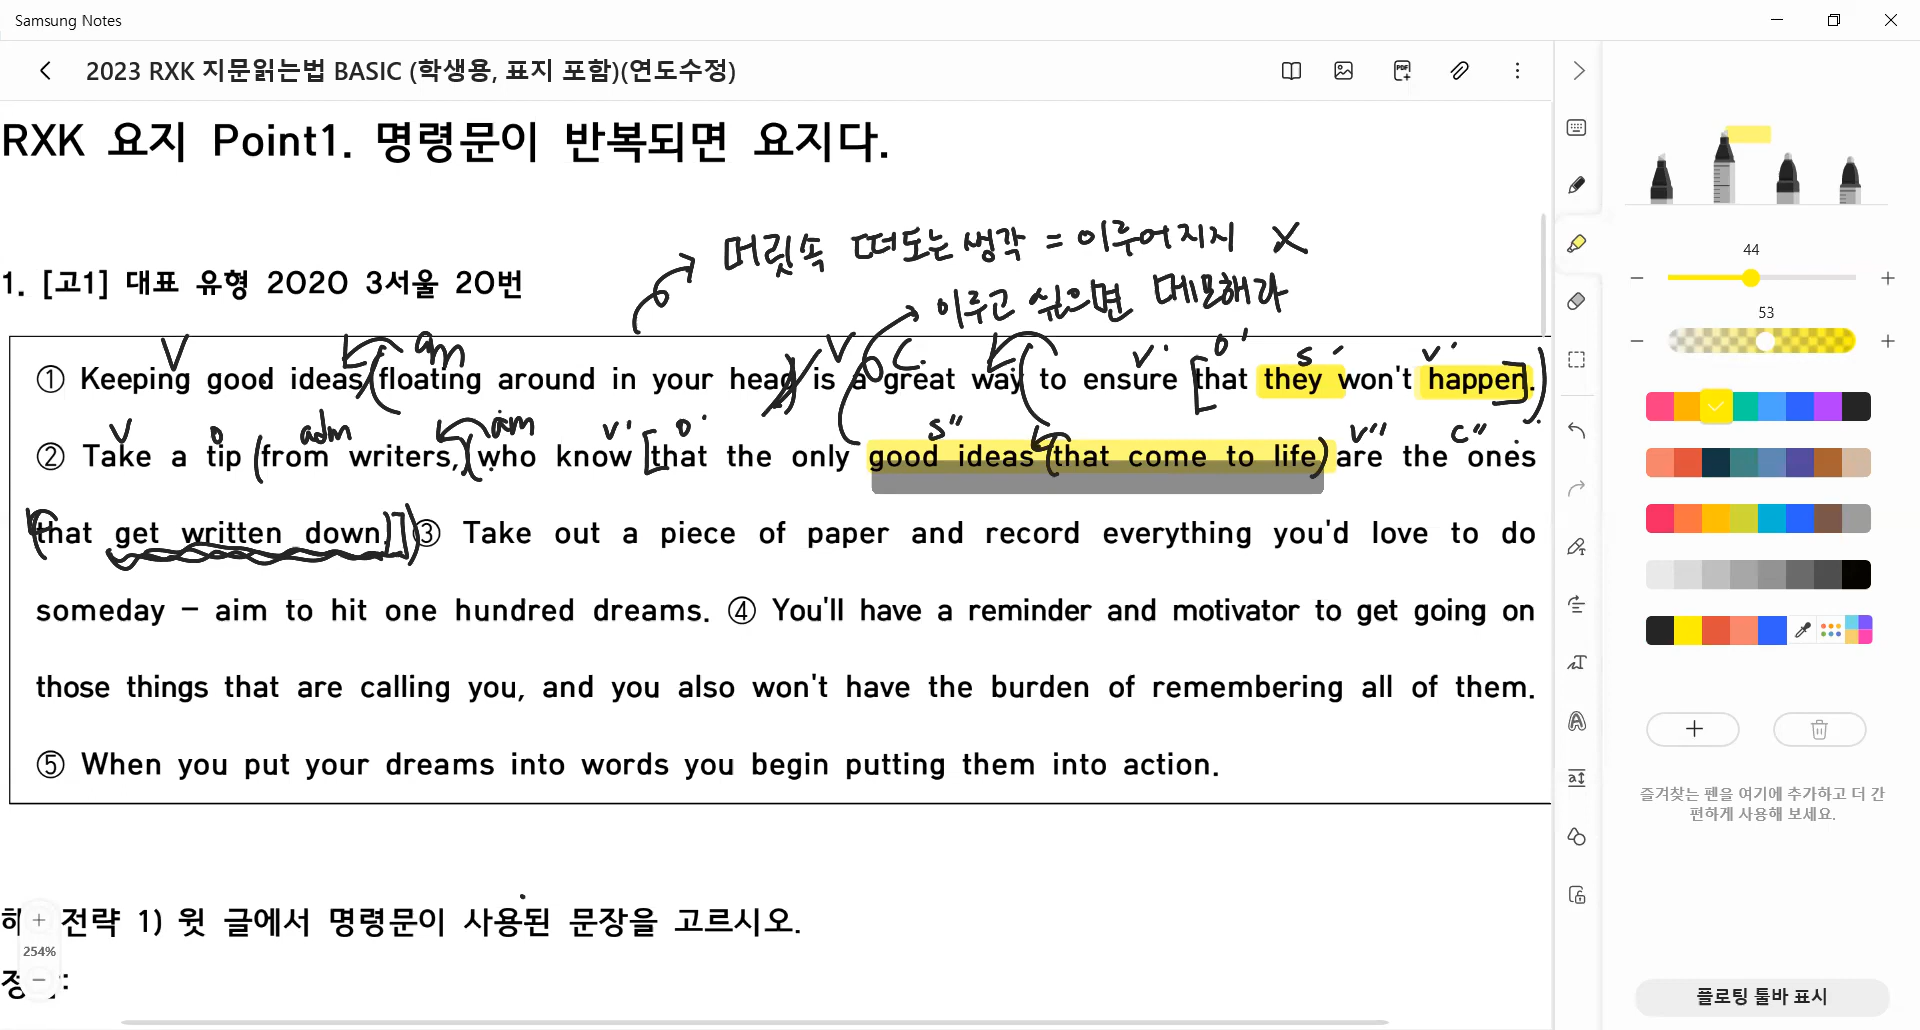 Samsung Notes
2023 RXK 지문읽는법 BASIC (학생용, 표지 포함)(연도수정)
RXK 요지 Point1. 명령문이 반복되면 요지다.
머릿속 떠도는 생각 = 이루어지지 X
1. [고1] 대표 유형 2020 3서울 20번
이루고 싶으면 메모해라
V am V C. V' O' S' V'
① Keeping good ideas floating around in your head is a great way to ensure that they won't happen.
V O adm am V' O' S" V" C"
② Take a tip from writers, who know that the only good ideas that come to life are the ones
that get written down. ③ Take out a piece of paper and record everything you'd love to do
someday – aim to hit one hundred dreams. ④ You'll have a reminder and motivator to get going on
those things that are calling you, and you also won't have the burden of remembering all of them.
⑤ When you put your dreams into words you begin putting them into action.
전략 1) 윗 글에서 명령문이 사용된 문장을 고르시오.
254%
44
53
즐겨찾는 펜을 여기에 추가하고 더 간
편하게 사용해 보세요.
플로팅 툴바 표시